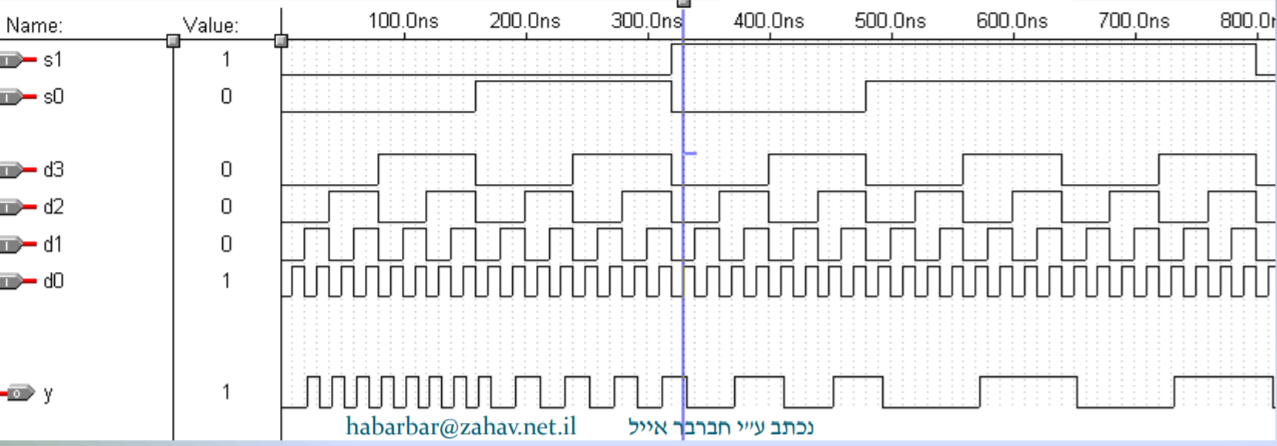 Name: Value: 100.0ns 200.0ns 300.0ns 400.0ns 500.0ns 600.0ns 700.0ns 800.0n
s1 1
s0 0
d3 0
d2 0
d1 0
d0 1
y 1
habarbar@zahav.net.il נכתב ע״י חברבר אייל